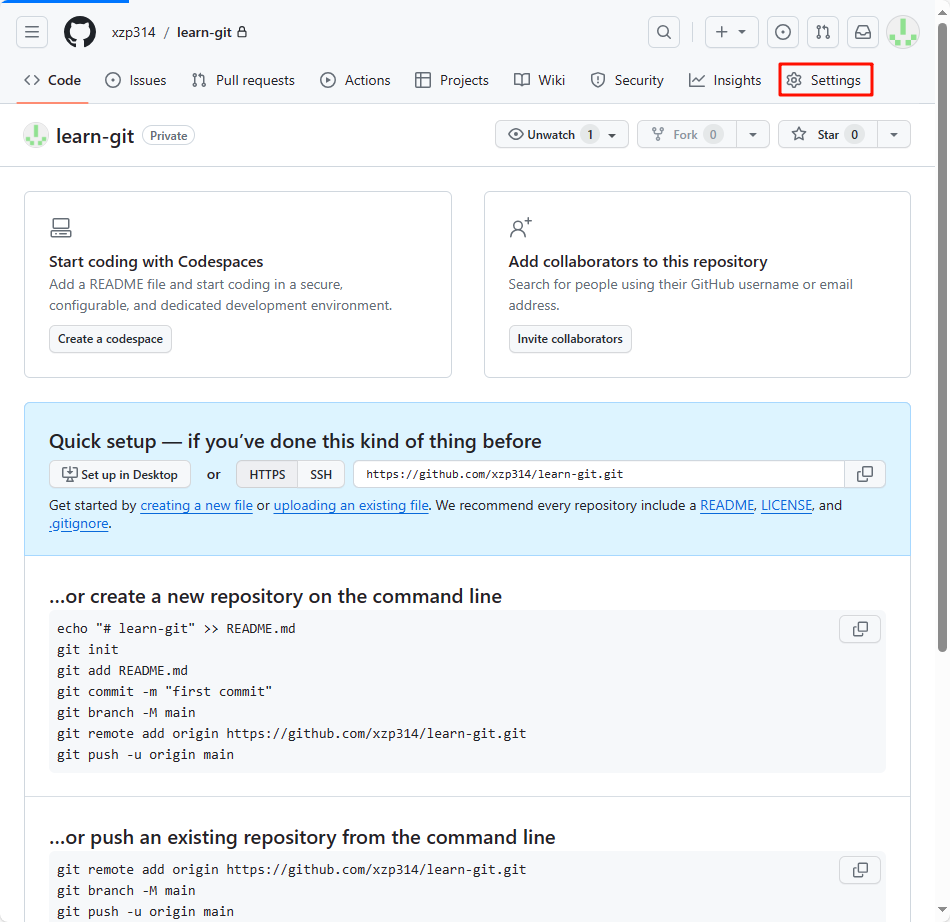 xzp314 / learn-git
Code Issues Pull requests Actions Projects Wiki Security Insights Settings
learn-git Private Unwatch 1 Fork 0 Star 0
Start coding with Codespaces
Add a README file and start coding in a secure,
configurable, and dedicated development environment.
Create a codespace
Add collaborators to this repository
Search for people using their GitHub username or email
address.
Invite collaborators
Quick setup — if you’ve done this kind of thing before
Set up in Desktop or HTTPS SSH https://github.com/xzp314/learn-git.git
Get started by creating a new file or uploading an existing file. We recommend every repository include a README, LICENSE, and
.gitignore.
…or create a new repository on the command line
echo "# learn-git" >> README.md
git init
git add README.md
git commit -m "first commit"
git branch -M main
git remote add origin https://github.com/xzp314/learn-git.git
git push -u origin main
…or push an existing repository from the command line
git remote add origin https://github.com/xzp314/learn-git.git
git branch -M main
git push -u origin main